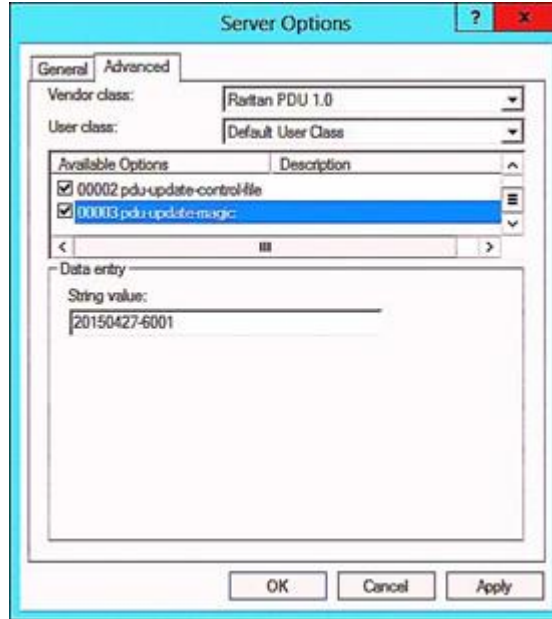 Server Options
? x
General Advanced
Vendor class: Raritan PDU 1.0
User class: Default User Class
Available Options Description
00002 pdu-update-control-file
00003 pdu-update-magic
Data entry
String value:
20150427-6001
OK Cancel Apply